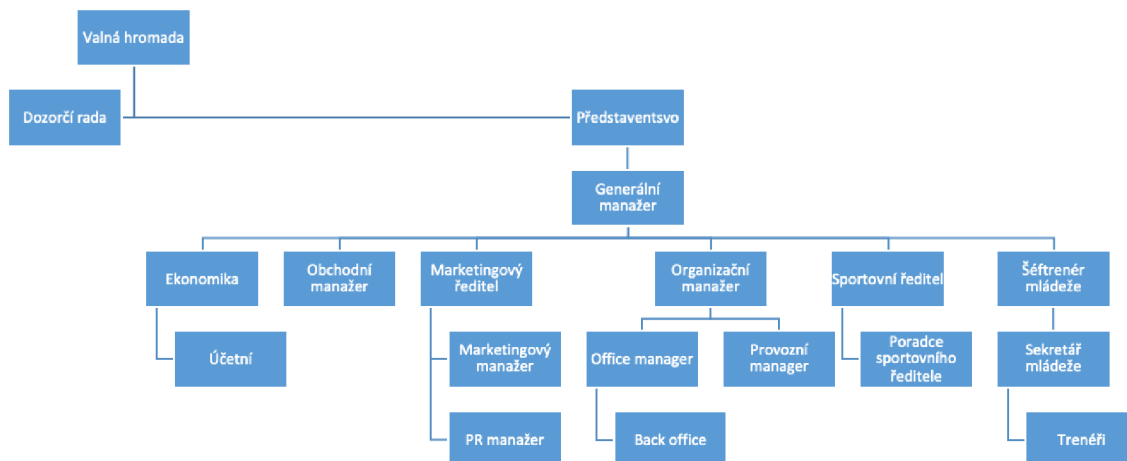 Valná hromada
Dozorčí rada
Představentsvo
Generální
manažer
Ekonomika
Obchodní
manažer
Marketingový
ředitel
Organizační
manažer
Sportovní ředitel
Šéftrenér
mládeže
Účetní
Marketingový
manažer
Office manager
Provozní
manager
Poradce
sportovního
ředitele
Sekretář
mládeže
PR manažer
Back office
Trenéři